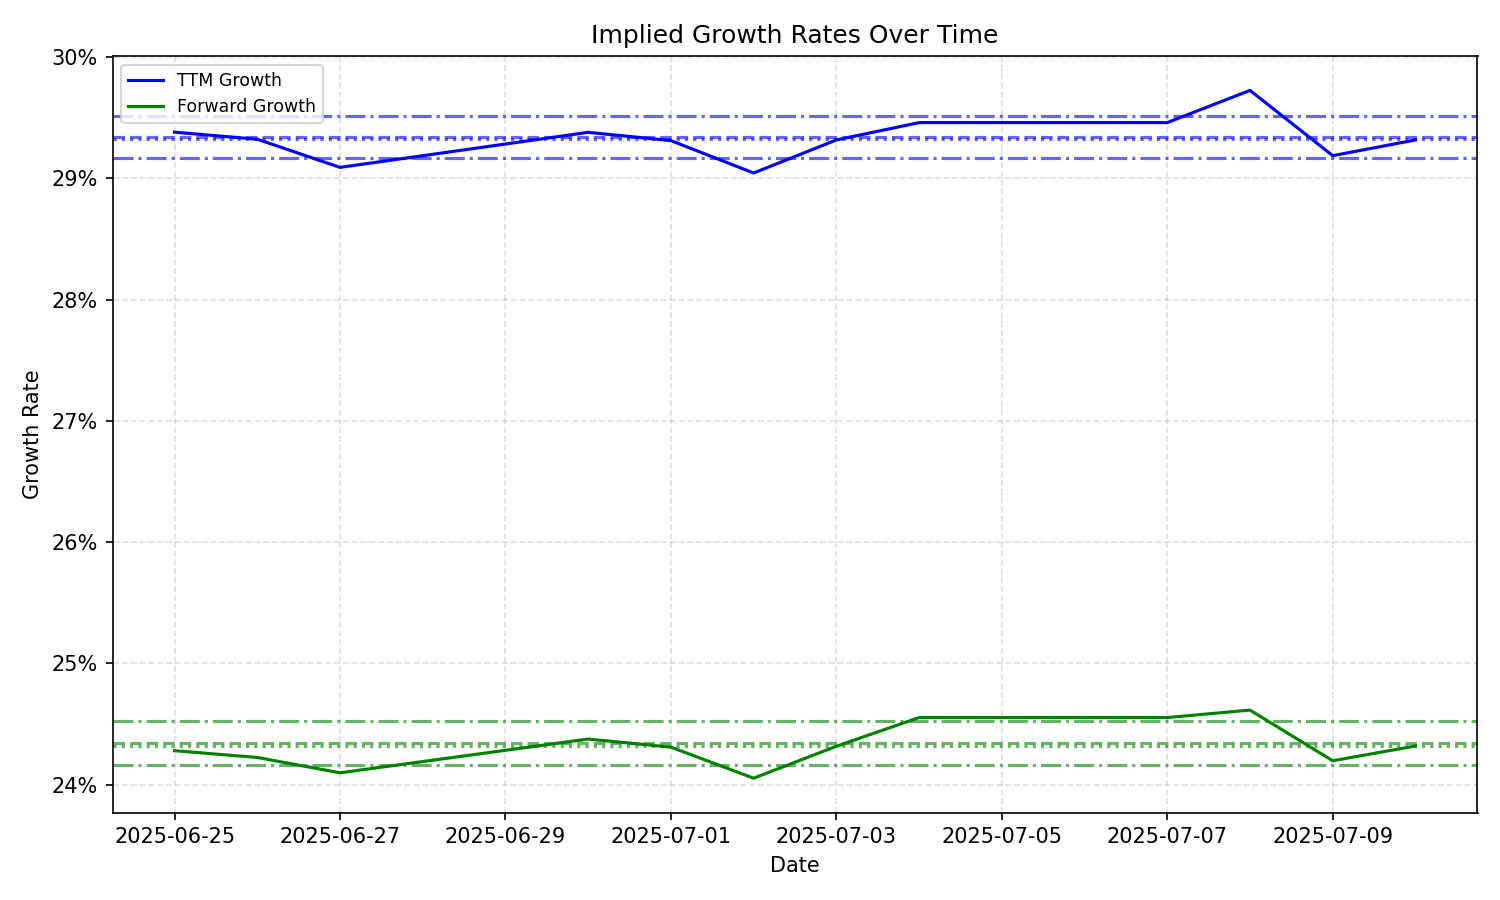 Implied Growth Rates Over Time
30%
TTM Growth
Forward Growth
29%
28%
27%
26%
25%
24%
Growth Rate
2025-06-25 2025-06-27 2025-06-29 2025-07-01 2025-07-03 2025-07-05 2025-07-07 2025-07-09
Date